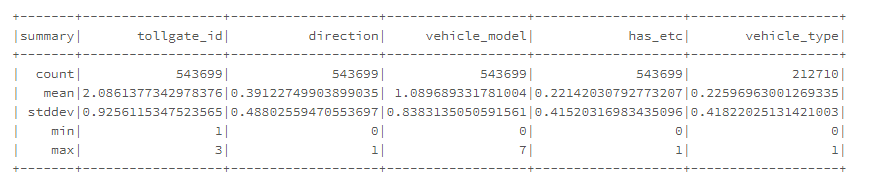 +-------+------------------+-------------------+------------------+-------------------+-------------------+
|summary| tollgate_id| direction| vehicle_model| has_etc| vehicle_type|
+-------+------------------+-------------------+------------------+-------------------+-------------------+
| count| 543699| 543699| 543699| 543699| 212710|
| mean|2.0861377342978376|0.39122749903899035| 1.089689331781004|0.22142030792773207|0.22596963001269335|
| stddev|0.9256115347523565|0.48802559470553697|0.8383135050591561|0.41520316983435096|0.41822025131421003|
| min| 1| 0| 0| 0| 0|
| max| 3| 1| 7| 1| 1|
+-------+------------------+-------------------+------------------+-------------------+-------------------+